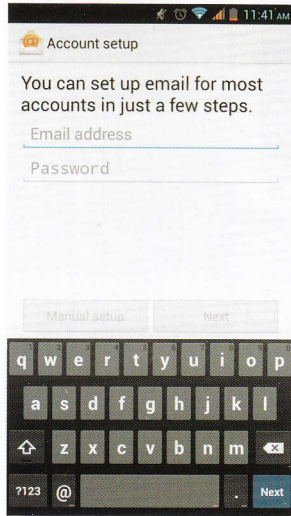 11:41 AM
Account setup
You can set up email for most
accounts in just a few steps.
Email address
Password
Manual setup Next
q w e r t y u i o p
a s d f g h j k l
z x c v b n m
?123 @ . Next